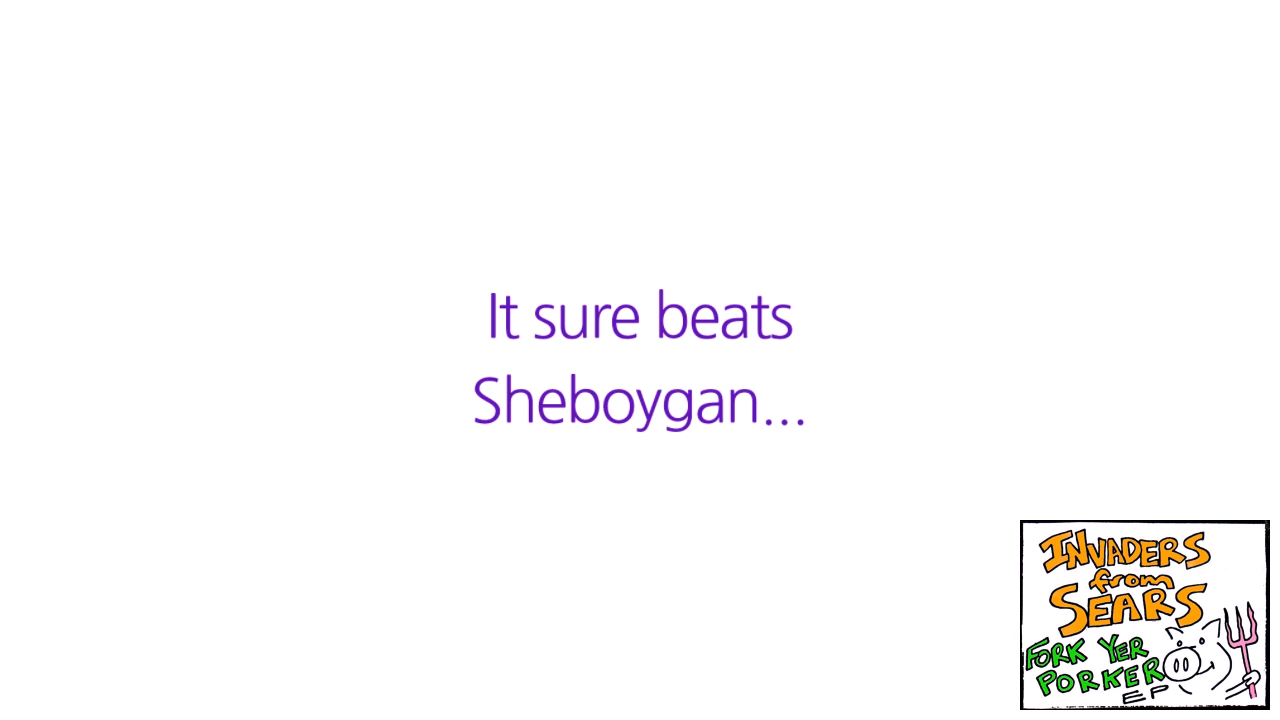 It sure beats
Sheboygan...
INVADERS
from
SEARS
FORK YER
PORKER
EP